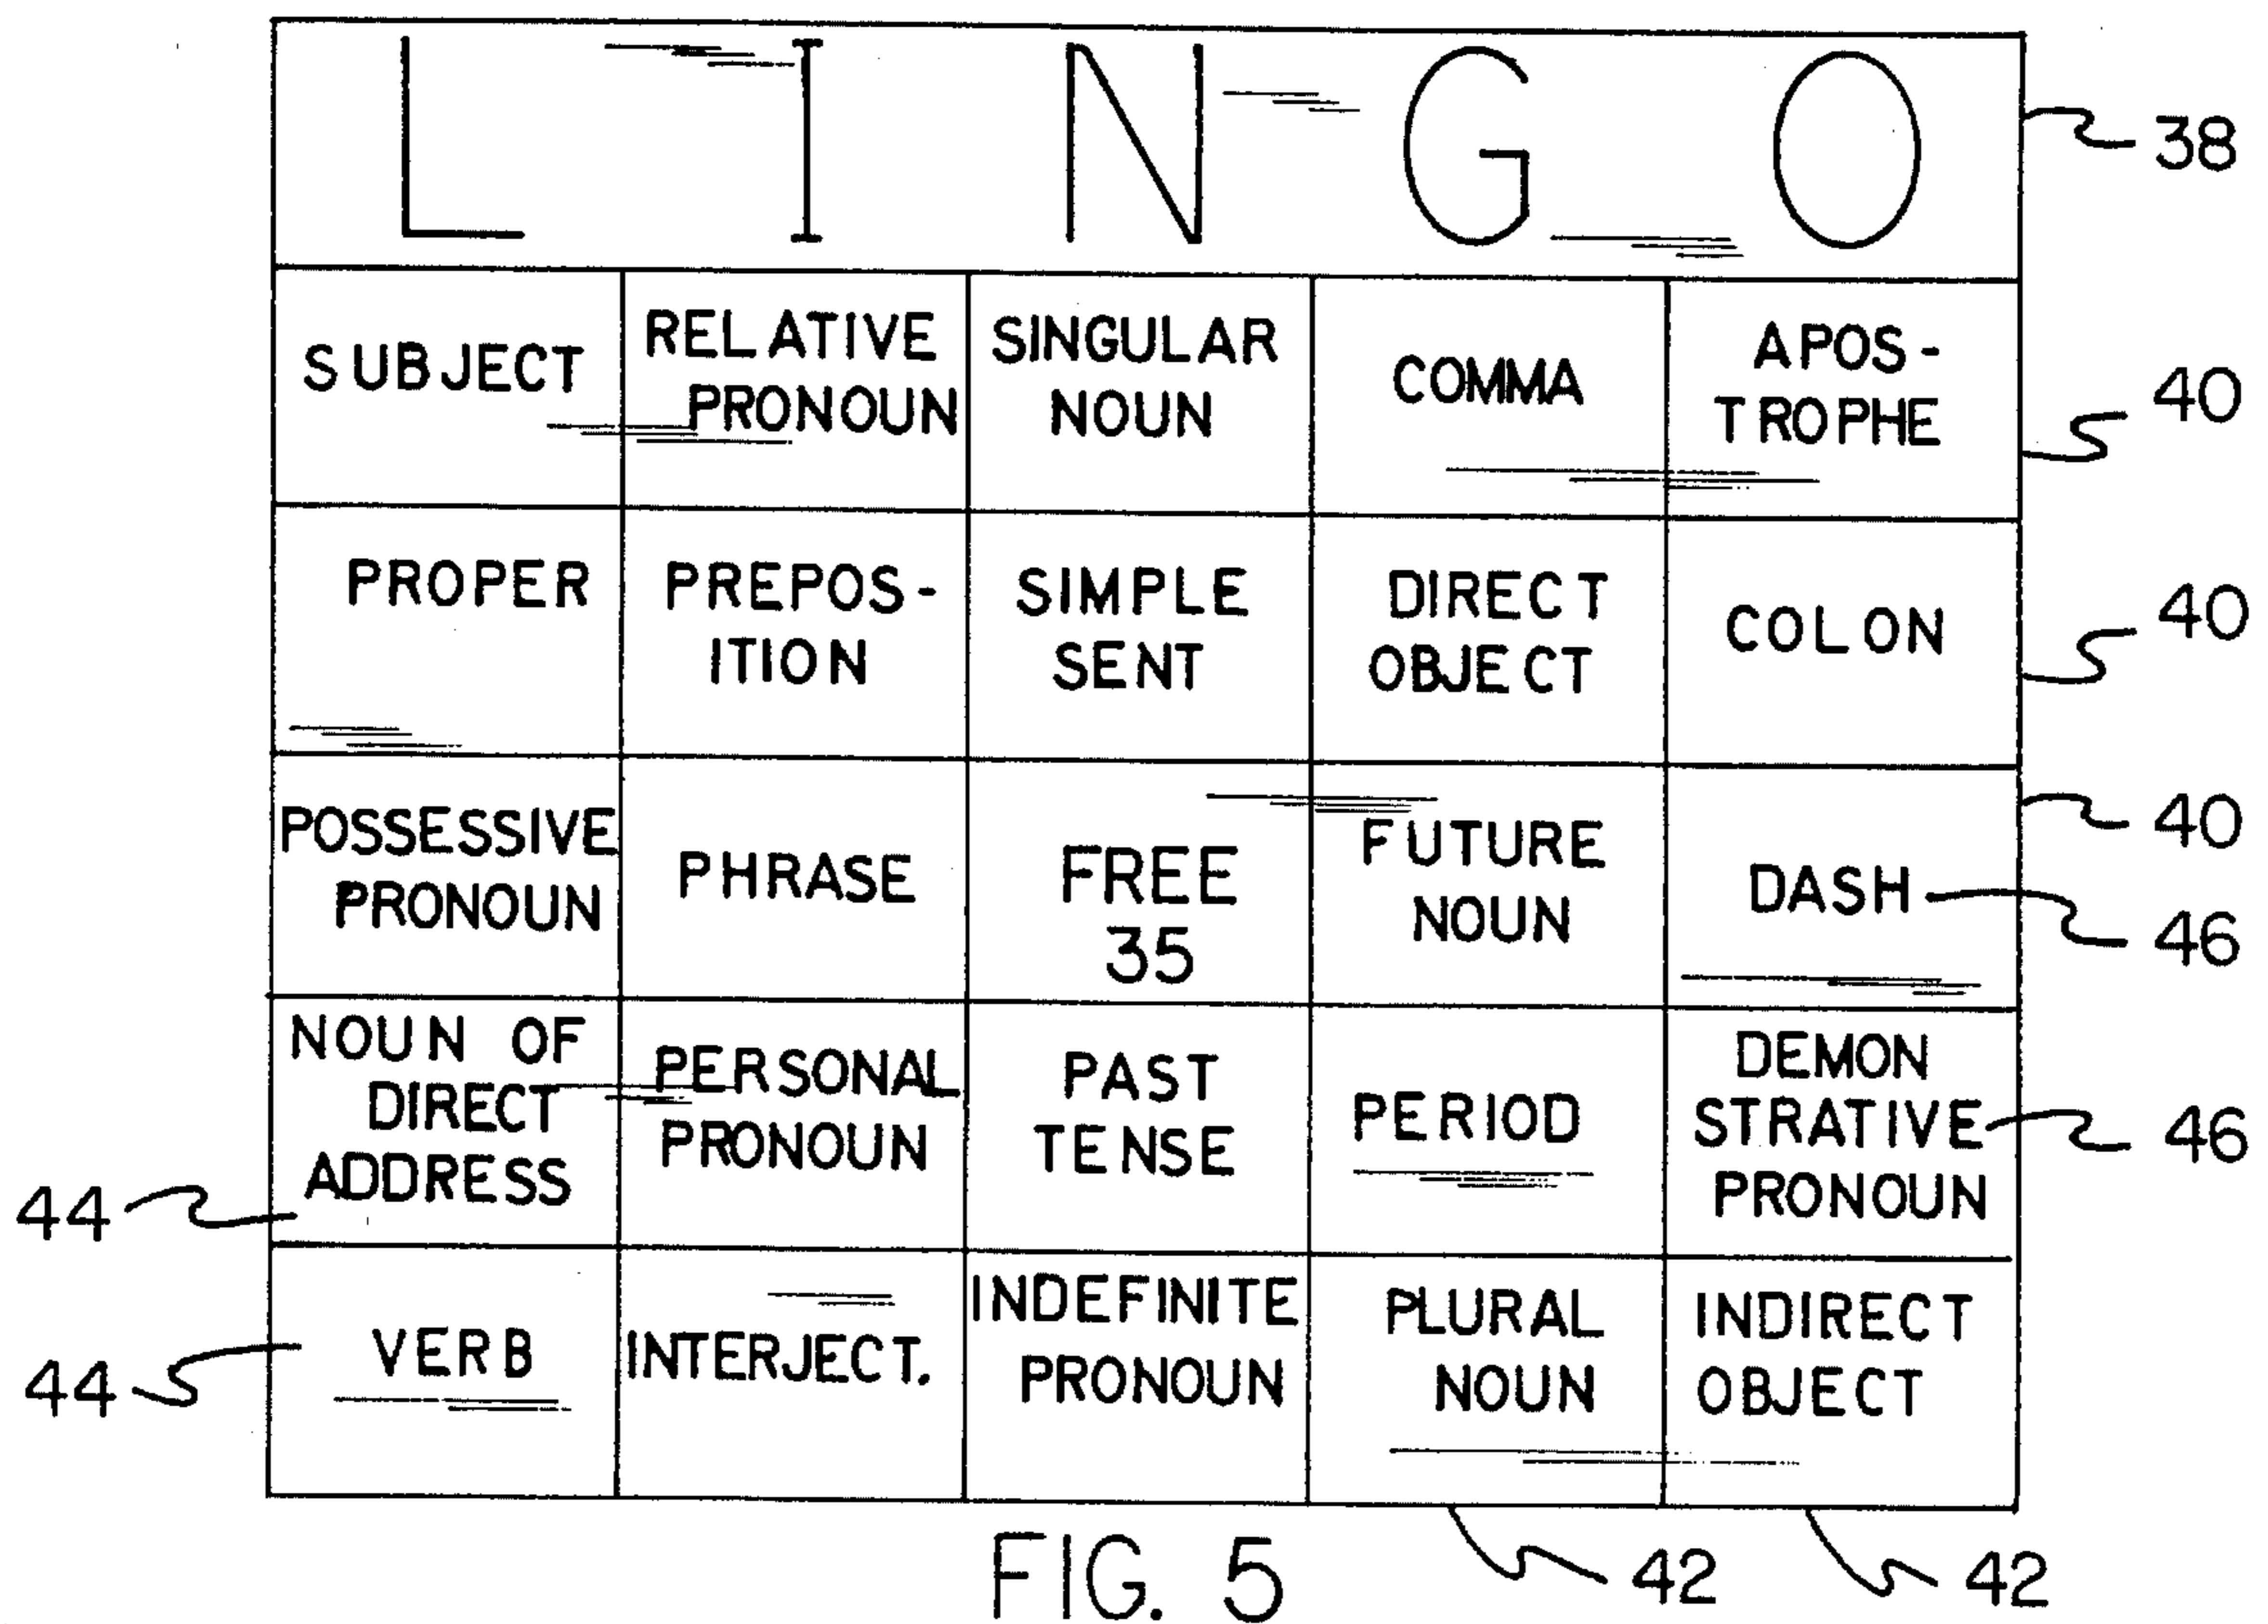 L I N G O
38
SUBJECT
RELATIVE
PRONOUN
SINGULAR
NOUN
COMMA
APOS-
TROPHE
40
PROPER
PREPOS-
ITION
SIMPLE
SENT
DIRECT
OBJECT
COLON
40
POSSESSIVE
PRONOUN
PHRASE
FREE
35
FUTURE
NOUN
DASH
40
46
NOUN OF
DIRECT
ADDRESS
PERSONAL
PRONOUN
PAST
TENSE
PERIOD
DEMON
STRATIVE
PRONOUN
46
44
VERB
INTERJECT.
INDEFINITE
PRONOUN
PLURAL
NOUN
INDIRECT
OBJECT
44
42
42
FIG. 5